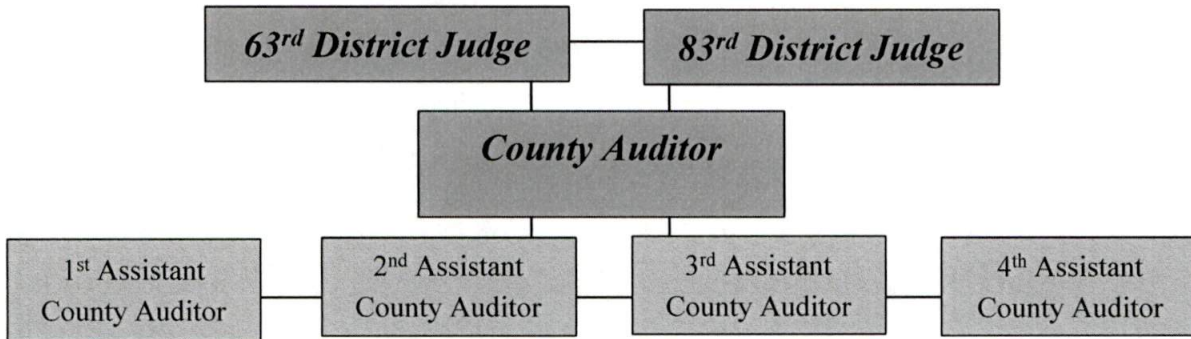 63rd District Judge
83rd District Judge
County Auditor
1st Assistant
County Auditor
2nd Assistant
County Auditor
3rd Assistant
County Auditor
4th Assistant
County Auditor